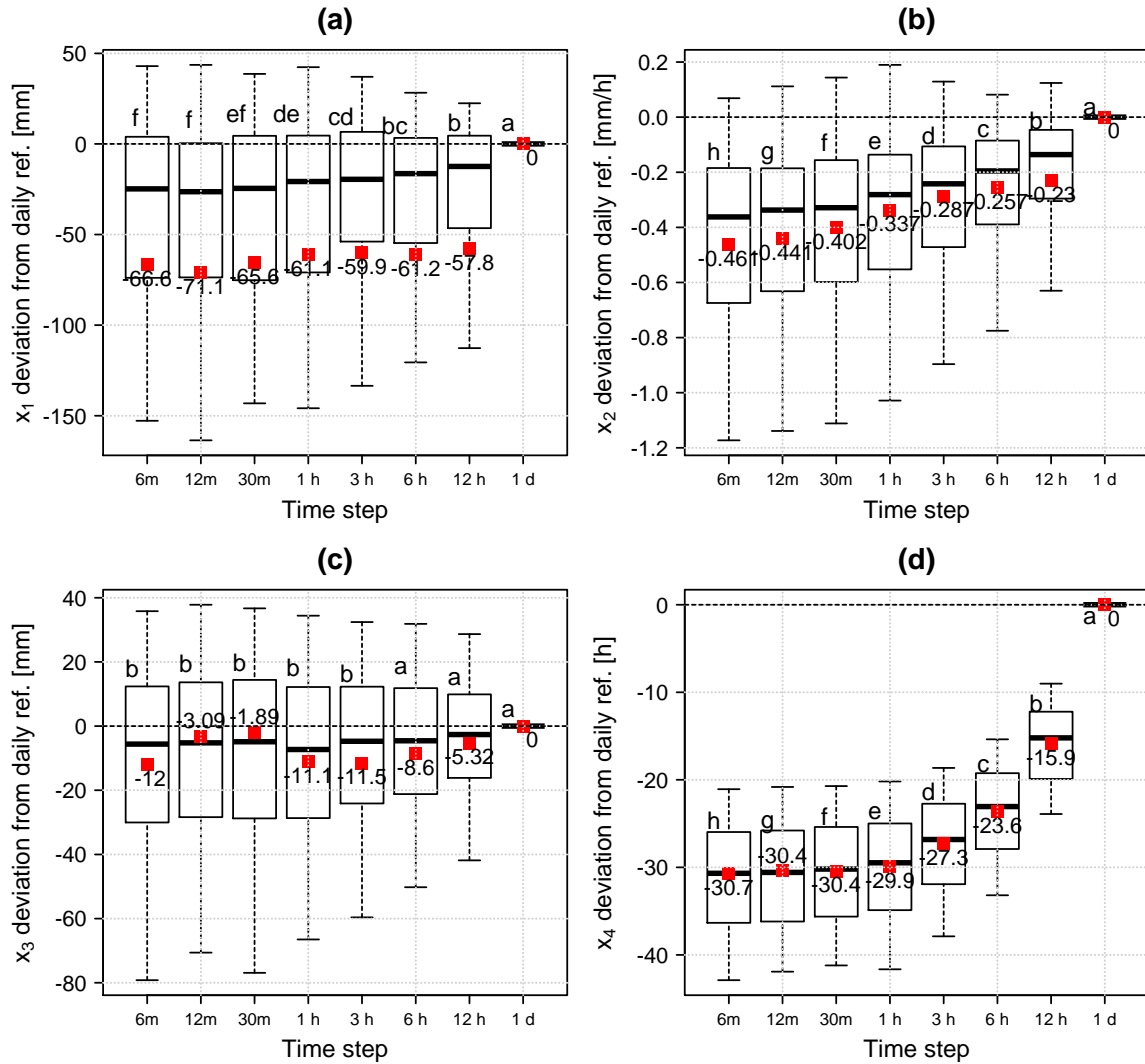 (a)
x1 deviation from daily ref. [mm]
50
0
-50
-100
-150
f f ef de cd bc b a
-66.6 -71.1 -65.6 -61.1 -59.9 -61.2 -57.8 0
6m 12m 30m 1 h 3 h 6 h 12 h 1 d
Time step
(b)
x2 deviation from daily ref. [mm/h]
0.2
0.0
-0.2
-0.4
-0.6
-0.8
-1.0
-1.2
h g f e d c b a
-0.461 -0.441 -0.402 -0.337 -0.287 -0.257 -0.23 0
6m 12m 30m 1 h 3 h 6 h 12 h 1 d
Time step
(c)
x3 deviation from daily ref. [mm]
40
20
0
-20
-40
-60
-80
b b b b b a a a
-12 -3.09 -1.89 -11.1 -11.5 -8.6 -5.32 0
6m 12m 30m 1 h 3 h 6 h 12 h 1 d
Time step
(d)
x4 deviation from daily ref. [h]
0
-10
-20
-30
-40
h g f e d c b a
-30.7 -30.4 -30.4 -29.9 -27.3 -23.6 -15.9 0
6m 12m 30m 1 h 3 h 6 h 12 h 1 d
Time step